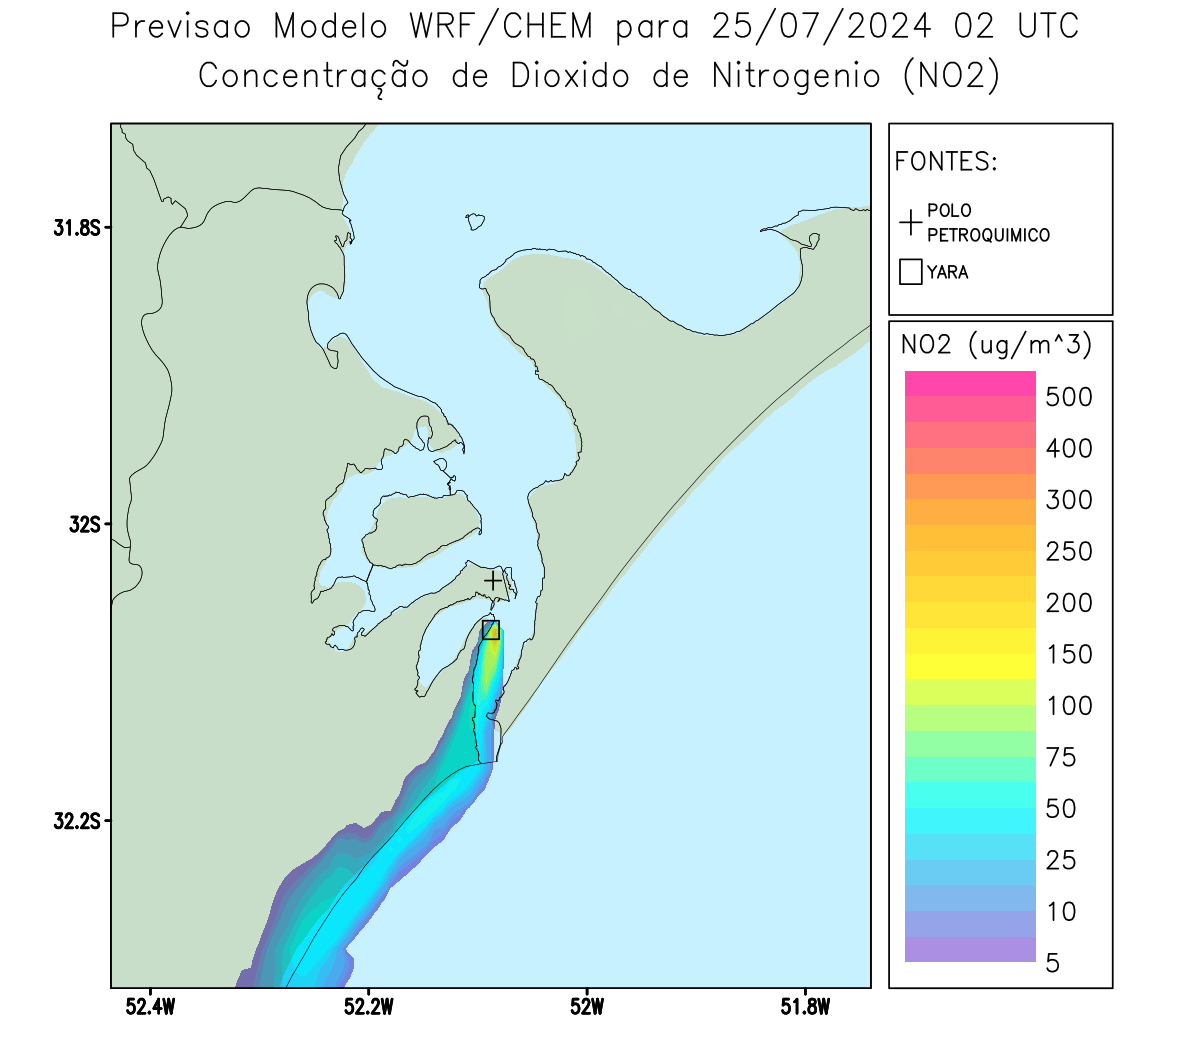 Previsao Modelo WRF/CHEM para 25/07/2024 02 UTC
Concentração de Dioxido de Nitrogenio (NO2)
31.8S
32S
32.2S
52.4W
52.2W
52W
51.8W
FONTES:
POLO
PETROQUIMICO
YARA
NO2 (ug/m^3)
500
400
300
250
200
150
100
75
50
25
10
5